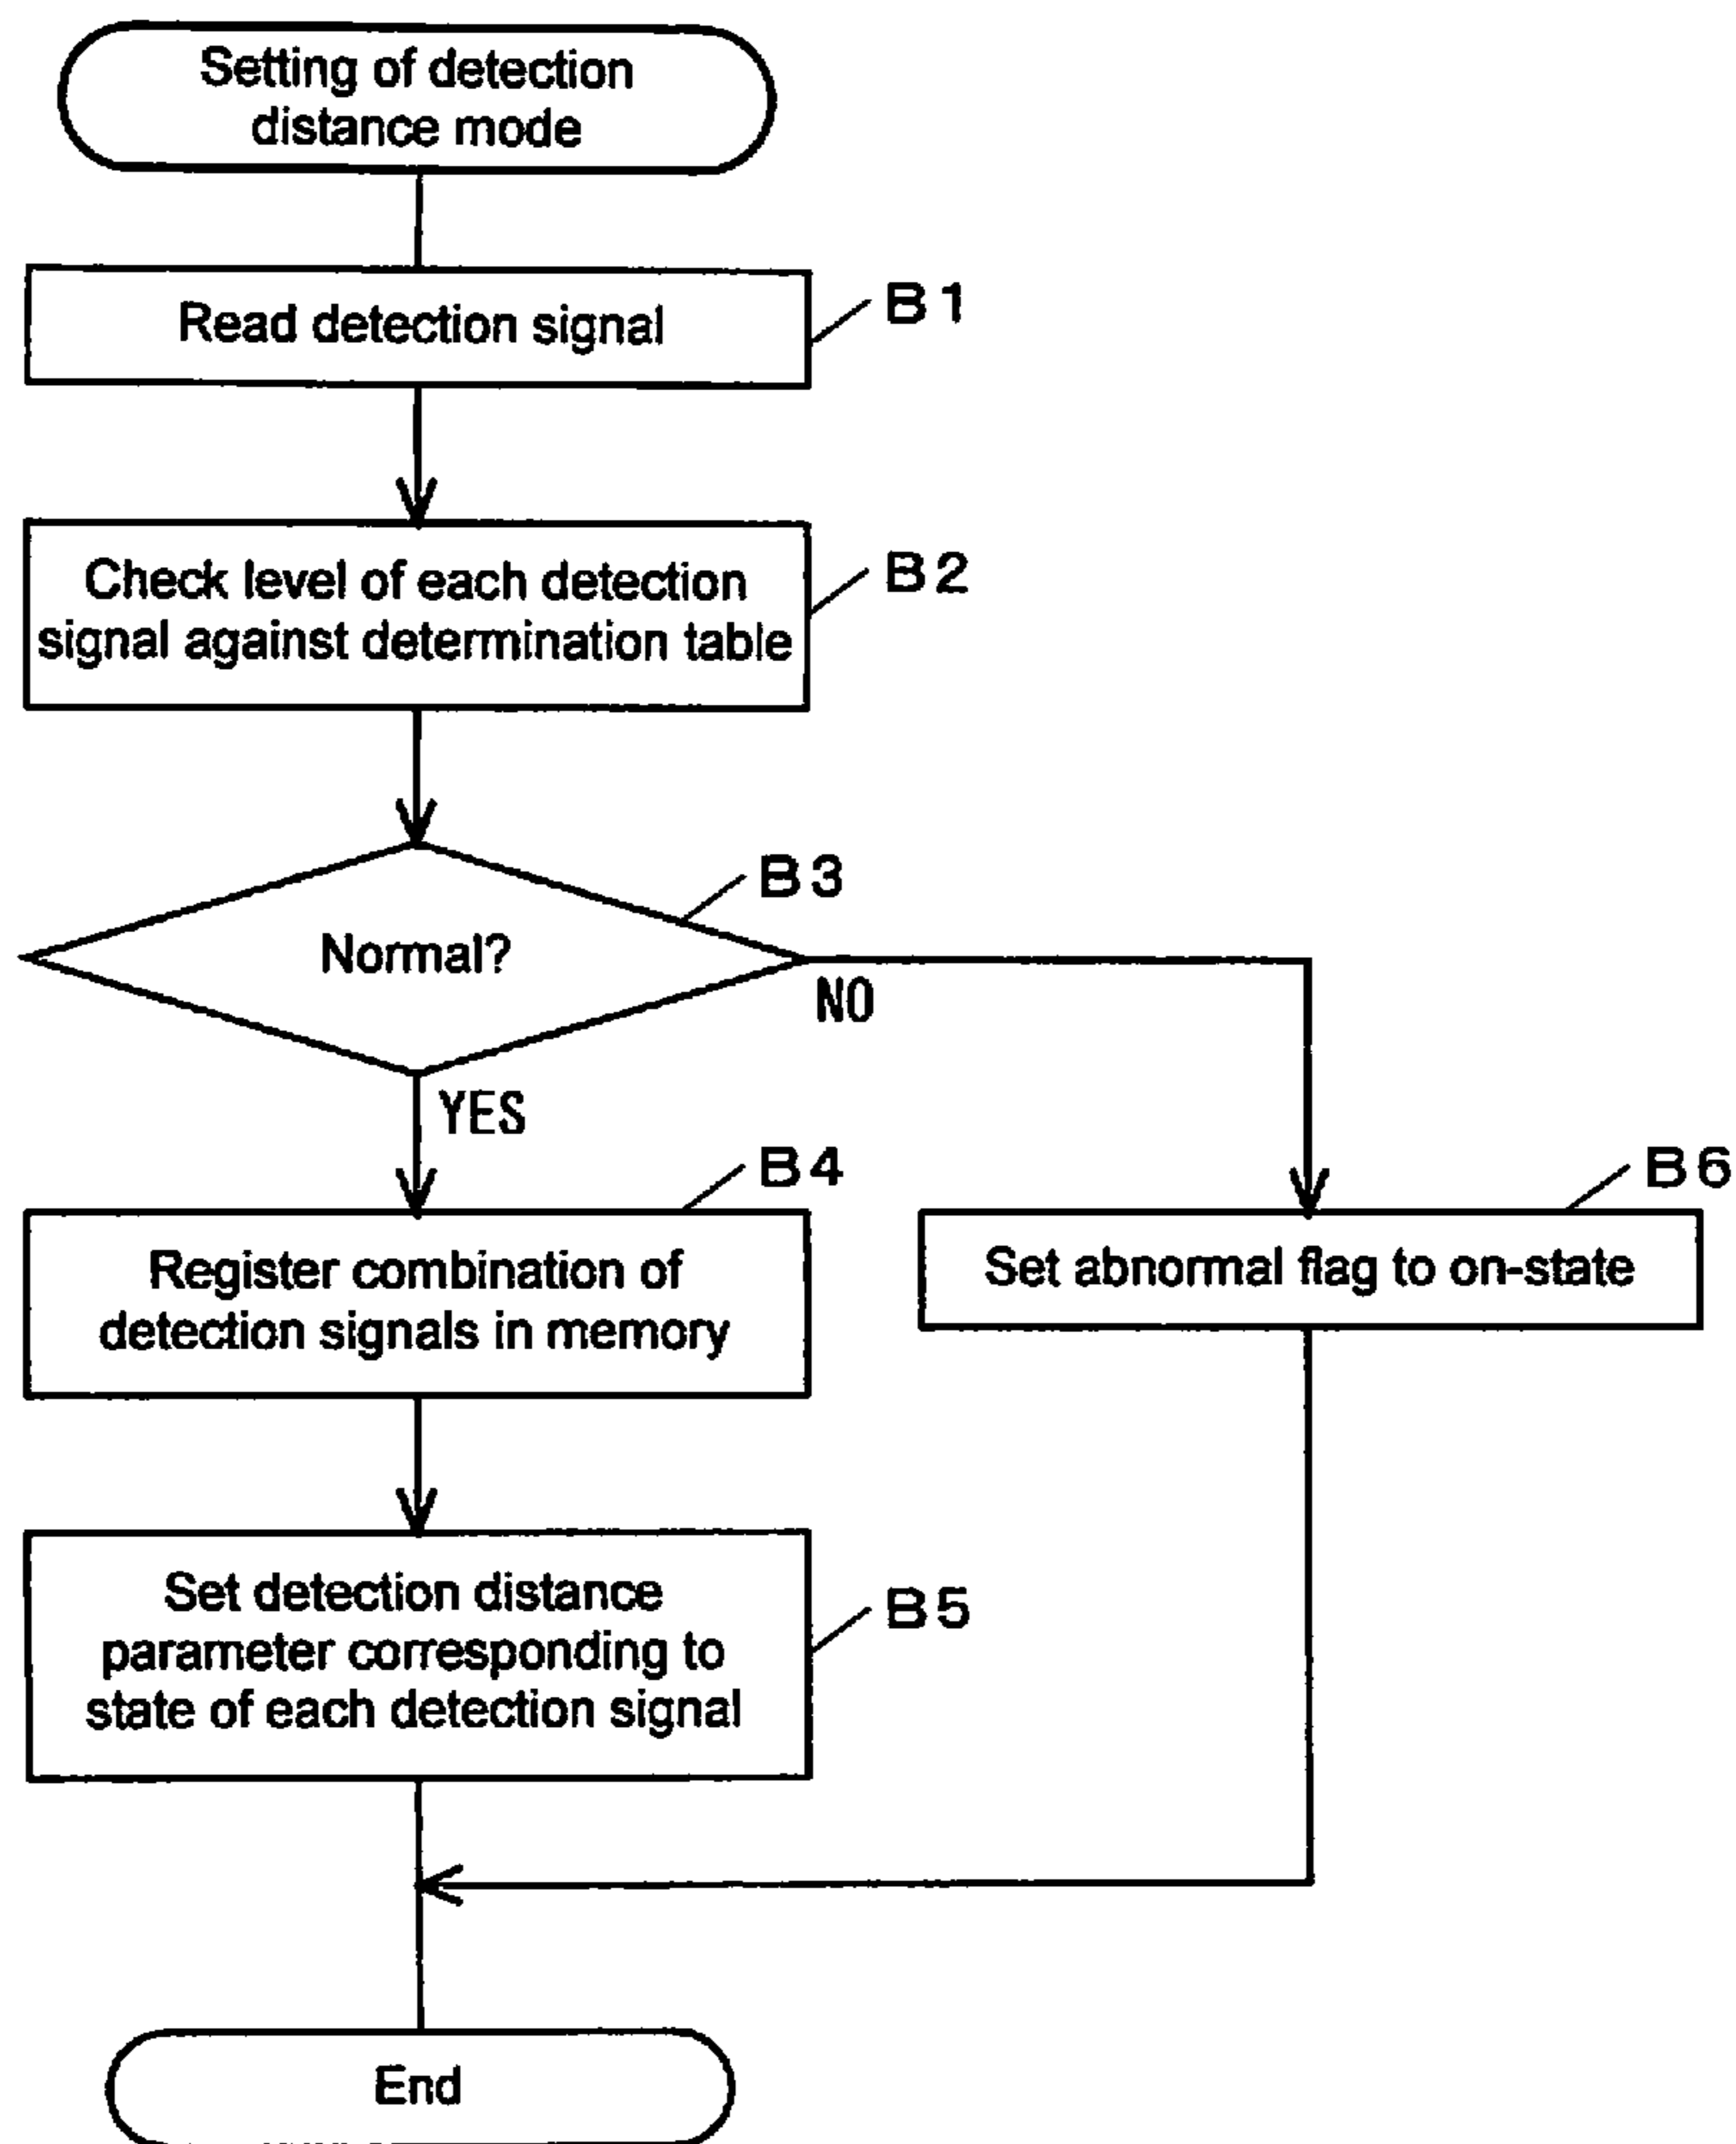 Setting of detection
distance mode
Read detection signal
B1
Check level of each detection
signal against determination table
B2
Normal?
B3
NO
YES
Register combination of
detection signals in memory
B4
Set abnormal flag to on-state
B6
Set detection distance
parameter corresponding to
state of each detection signal
B5
End